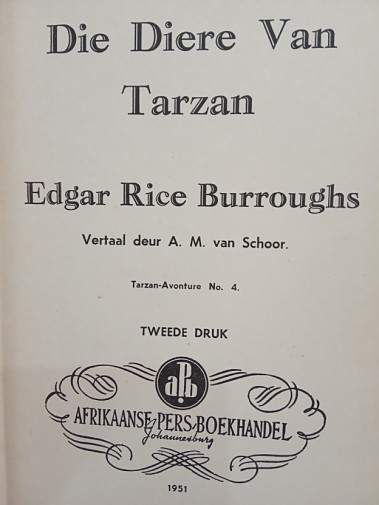 Die Diere Van
Tarzan
Edgar Rice Burroughs
Vertaal deur A. M. van Schoor.
Tarzan-Avonture No. 4.
TWEEDE DRUK
aPb
AFRIKAANSE PERS BOEKHANDEL
Johannesburg
1951